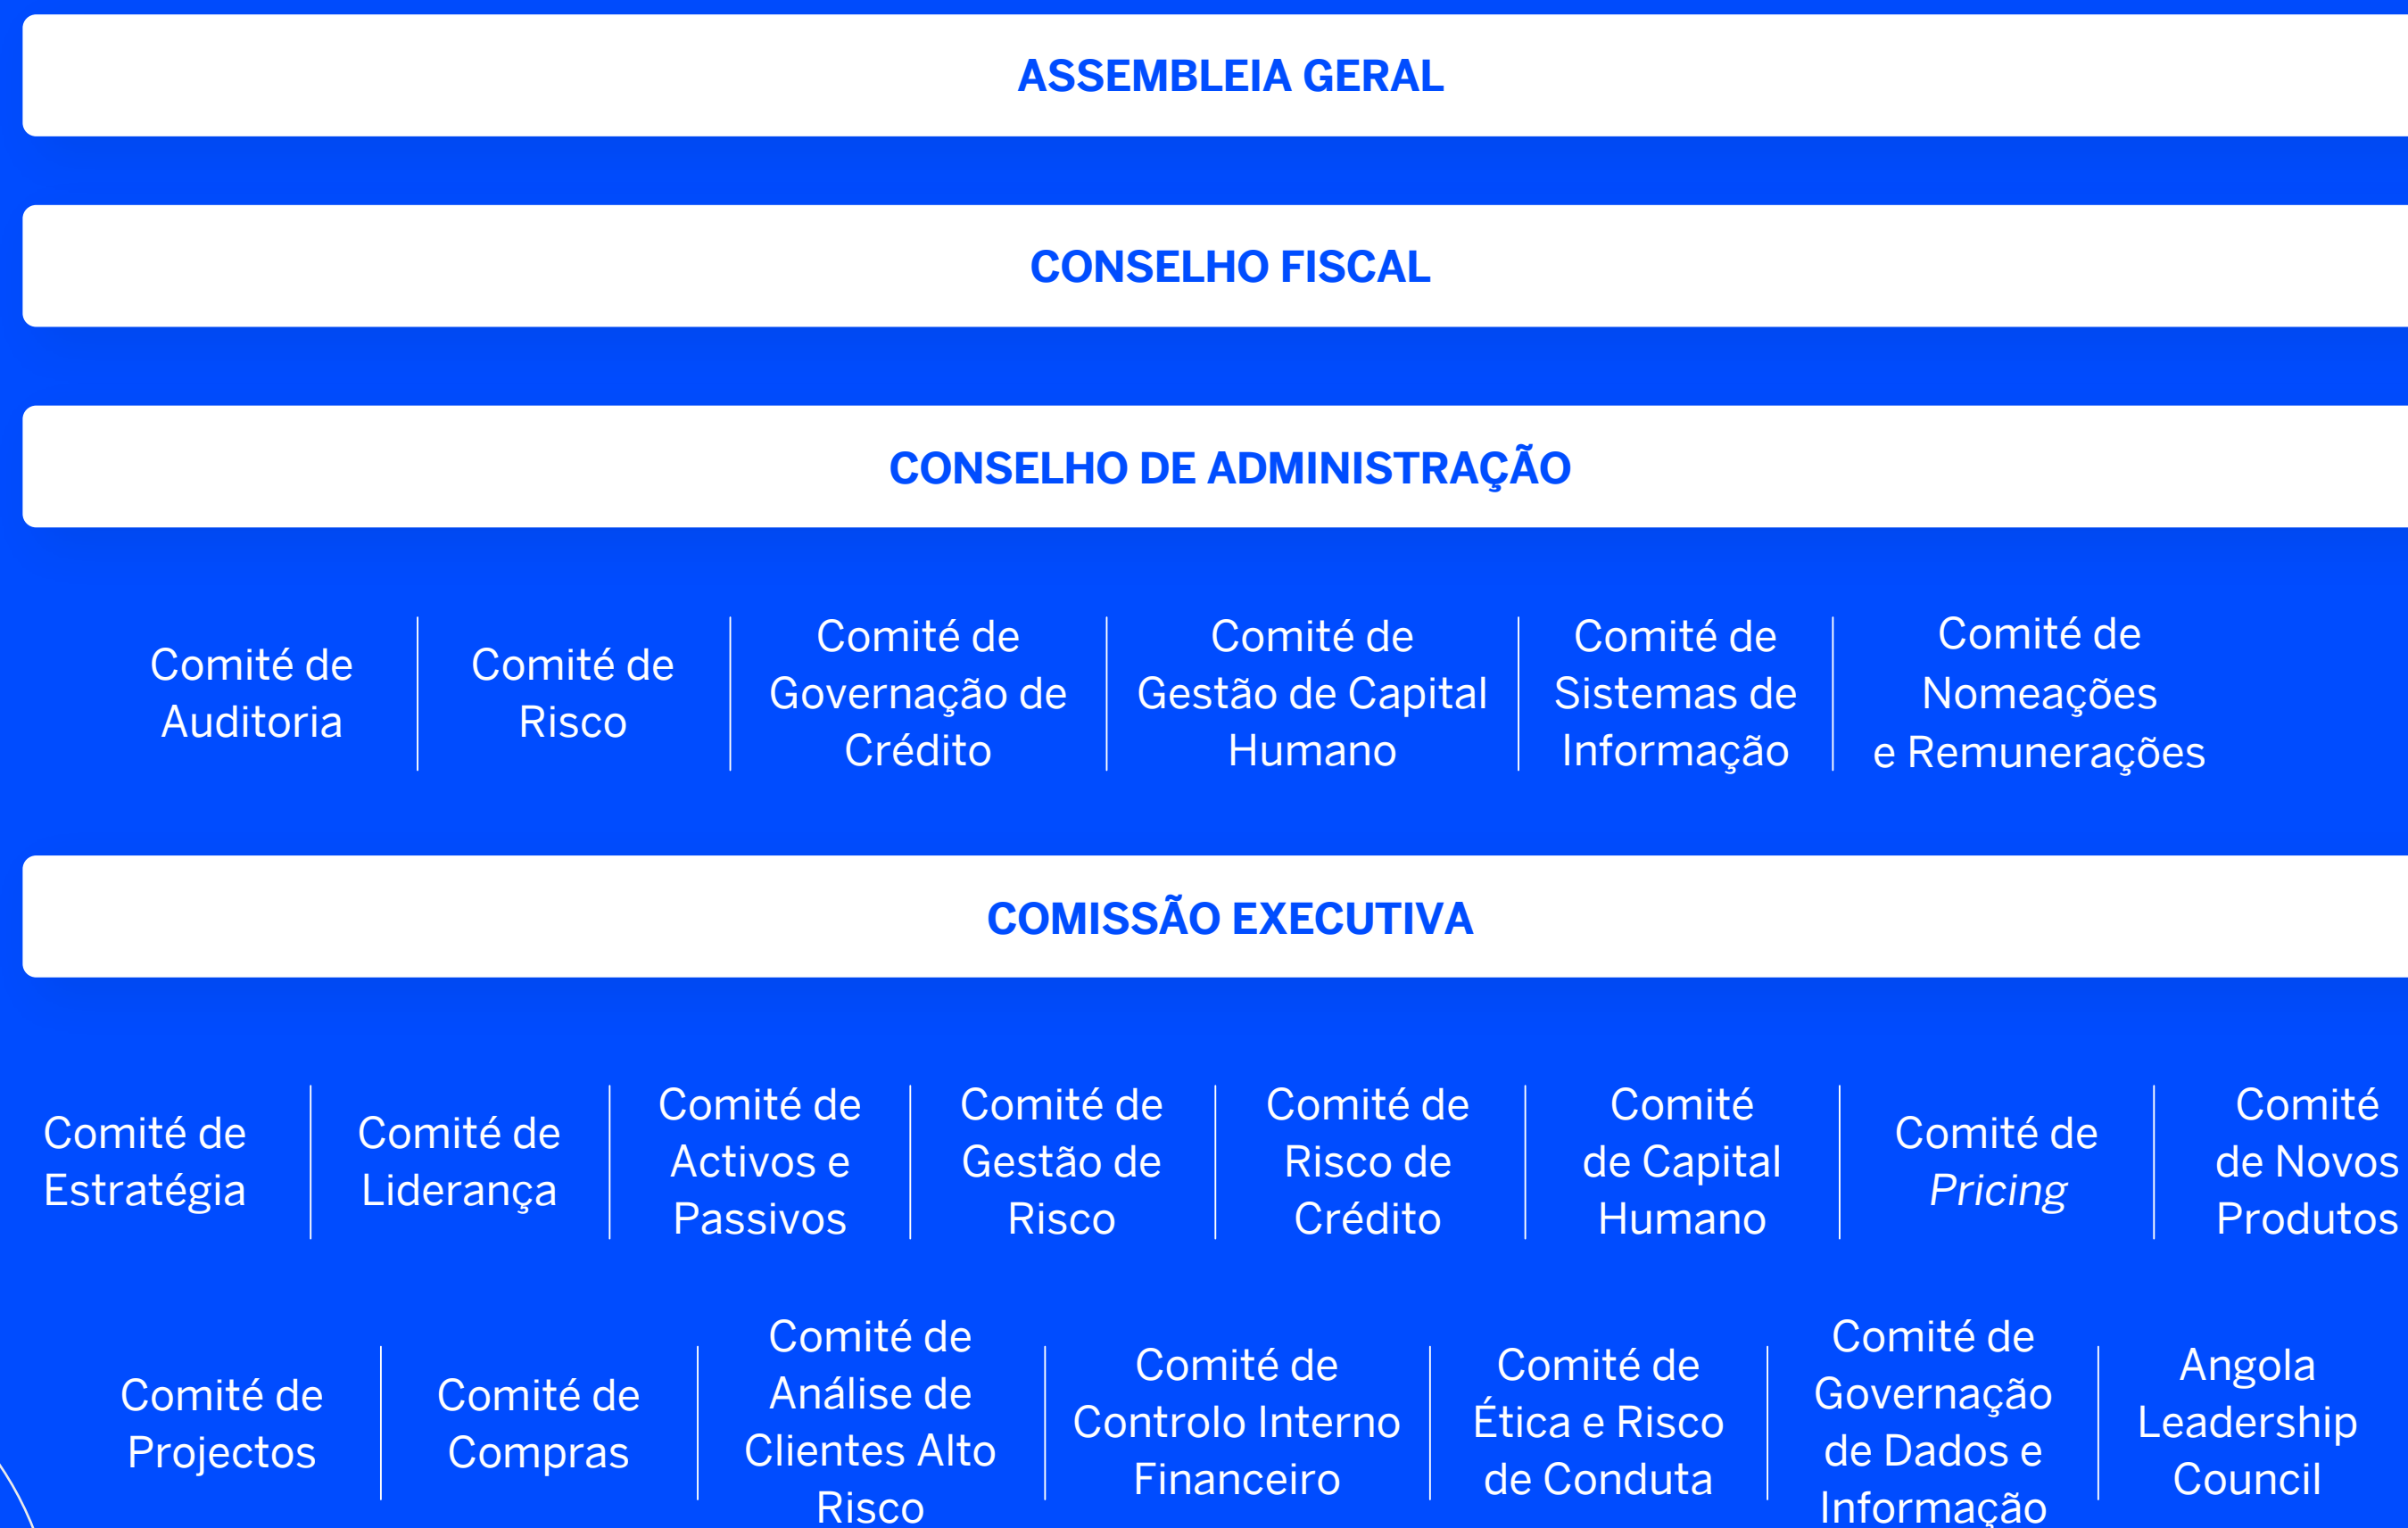 ASSEMBLEIA GERAL
CONSELHO FISCAL
CONSELHO DE ADMINISTRAÇÃO
Comité de
Auditoria
Comité de
Risco
Comité de
Governação de
Crédito
Comité de
Gestão de Capital
Humano
Comité de
Sistemas de
Informação
Comité de
Nomeações
e Remunerações
COMISSÃO EXECUTIVA
Comité de
Estratégia
Comité de
Liderança
Comité de
Activos e
Passivos
Comité de
Gestão de
Risco
Comité de
Risco de
Crédito
Comité
de Capital
Humano
Comité de
Pricing
Comité
de Novos
Produtos
Comité de
Projectos
Comité de
Compras
Comité de
Análise de
Clientes Alto
Risco
Comité de
Controlo Interno
Financeiro
Comité de
Ética e Risco
de Conduta
Comité de
Governação
de Dados e
Informação
Angola
Leadership
Council